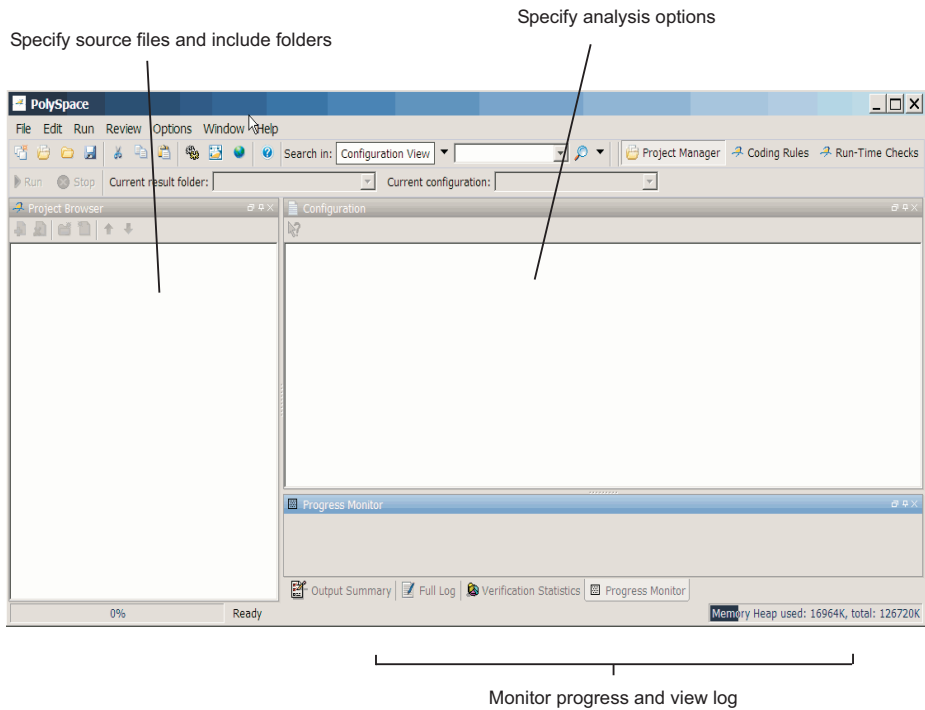 Specify analysis options
Specify source files and include folders
PolySpace
File Edit Run Review Options Window Help
Search in: Configuration View Project Manager Coding Rules Run-Time Checks
Run Stop Current result folder: Current configuration:
Project Browser Configuration
Progress Monitor
Output Summary Full Log Verification Statistics Progress Monitor
0% Ready Memory Heap used: 16964K, total: 126720K
Monitor progress and view log